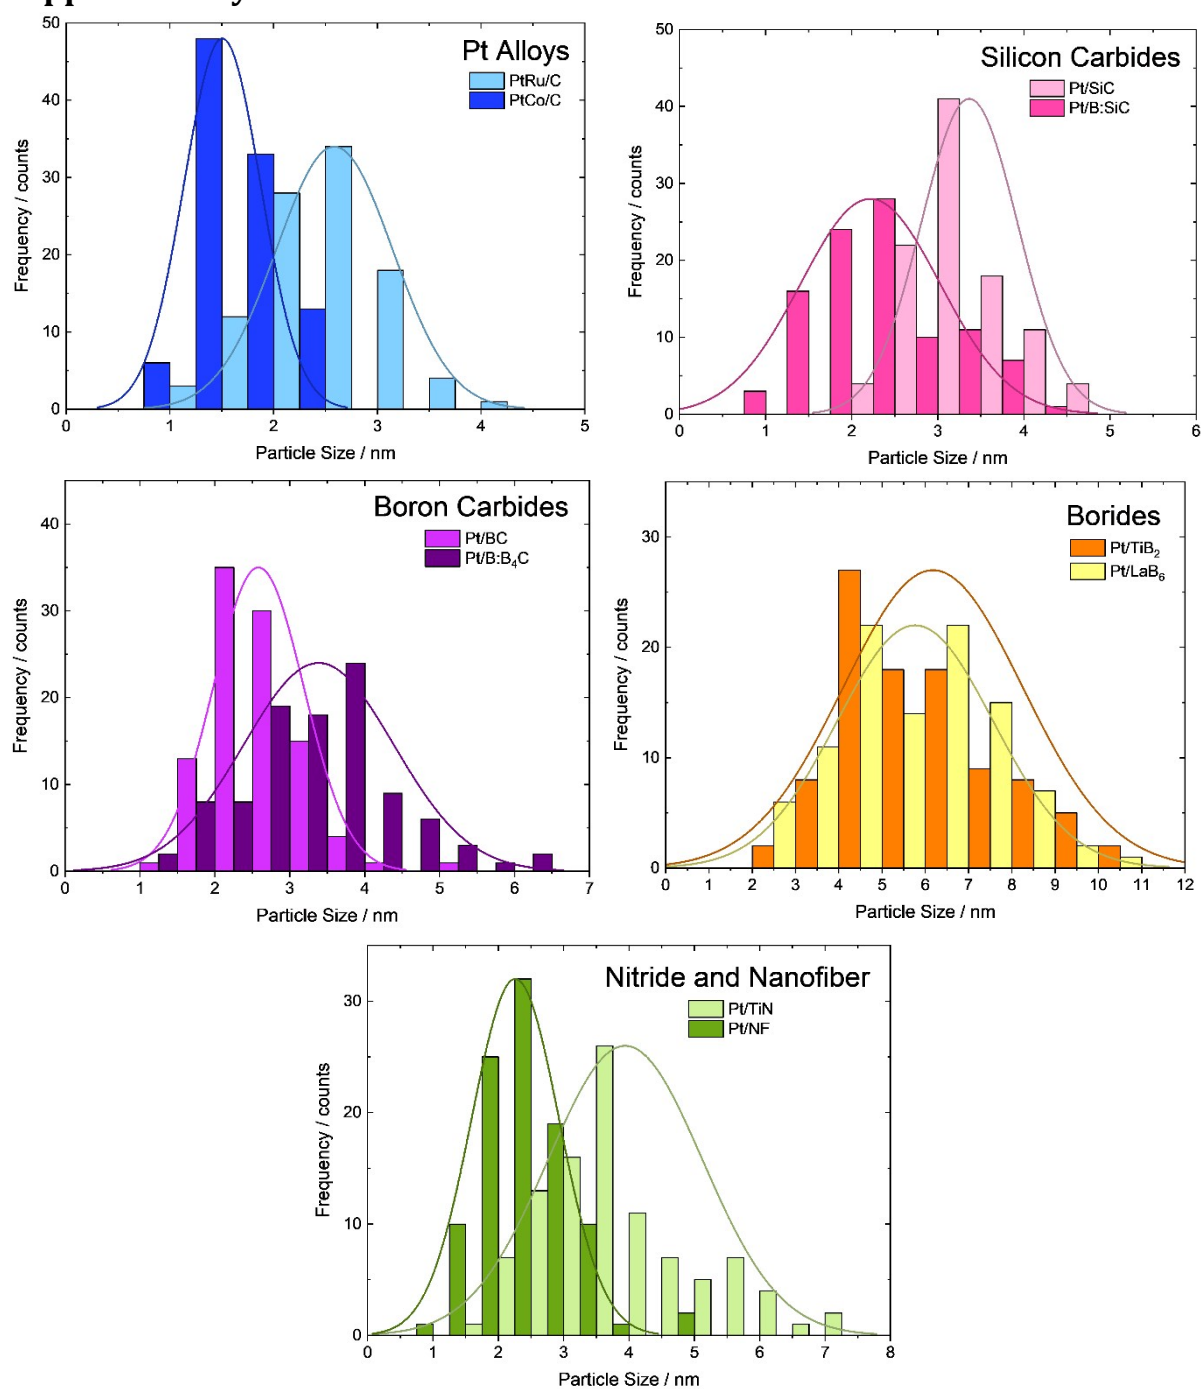 Pt Alloys
PtRu/C
PtCo/C
50
40
30
20
10
0
Frequency / counts
0 1 2 3 4 5
Particle Size / nm
Silicon Carbides
Pt/SiC
Pt/B:SiC
50
40
30
20
10
0
Frequency / counts
0 1 2 3 4 5 6
Particle Size / nm
Boron Carbides
Pt/BC
Pt/B:B₄C
40
30
20
10
0
Frequency / counts
0 1 2 3 4 5 6 7
Particle Size / nm
Borides
Pt/TiB₂
Pt/LaB₆
30
20
10
0
Frequency / counts
0 1 2 3 4 5 6 7 8 9 10 11 12
Particle Size / nm
Nitride and Nanofiber
Pt/TiN
Pt/NF
30
20
10
0
Frequency / counts
0 1 2 3 4 5 6 7 8
Particle Size / nm